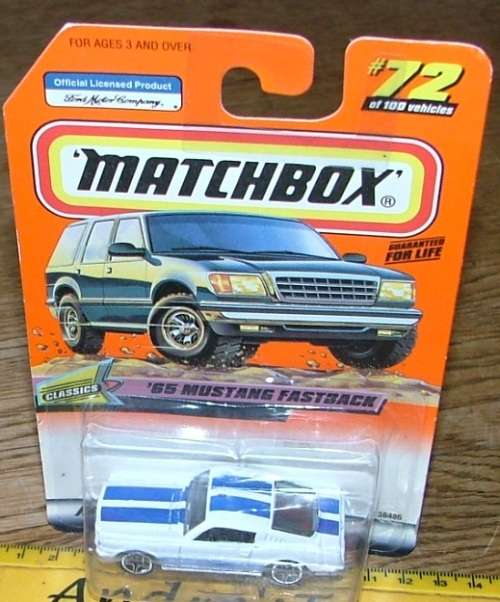 FOR AGES 3 AND OVER
Official Licensed Product
Ford Motor Company
#72
of 100 vehicles
'MATCHBOX'®
GUARANTEED
FOR LIFE
CLASSICS
'65 MUSTANG FASTBACK